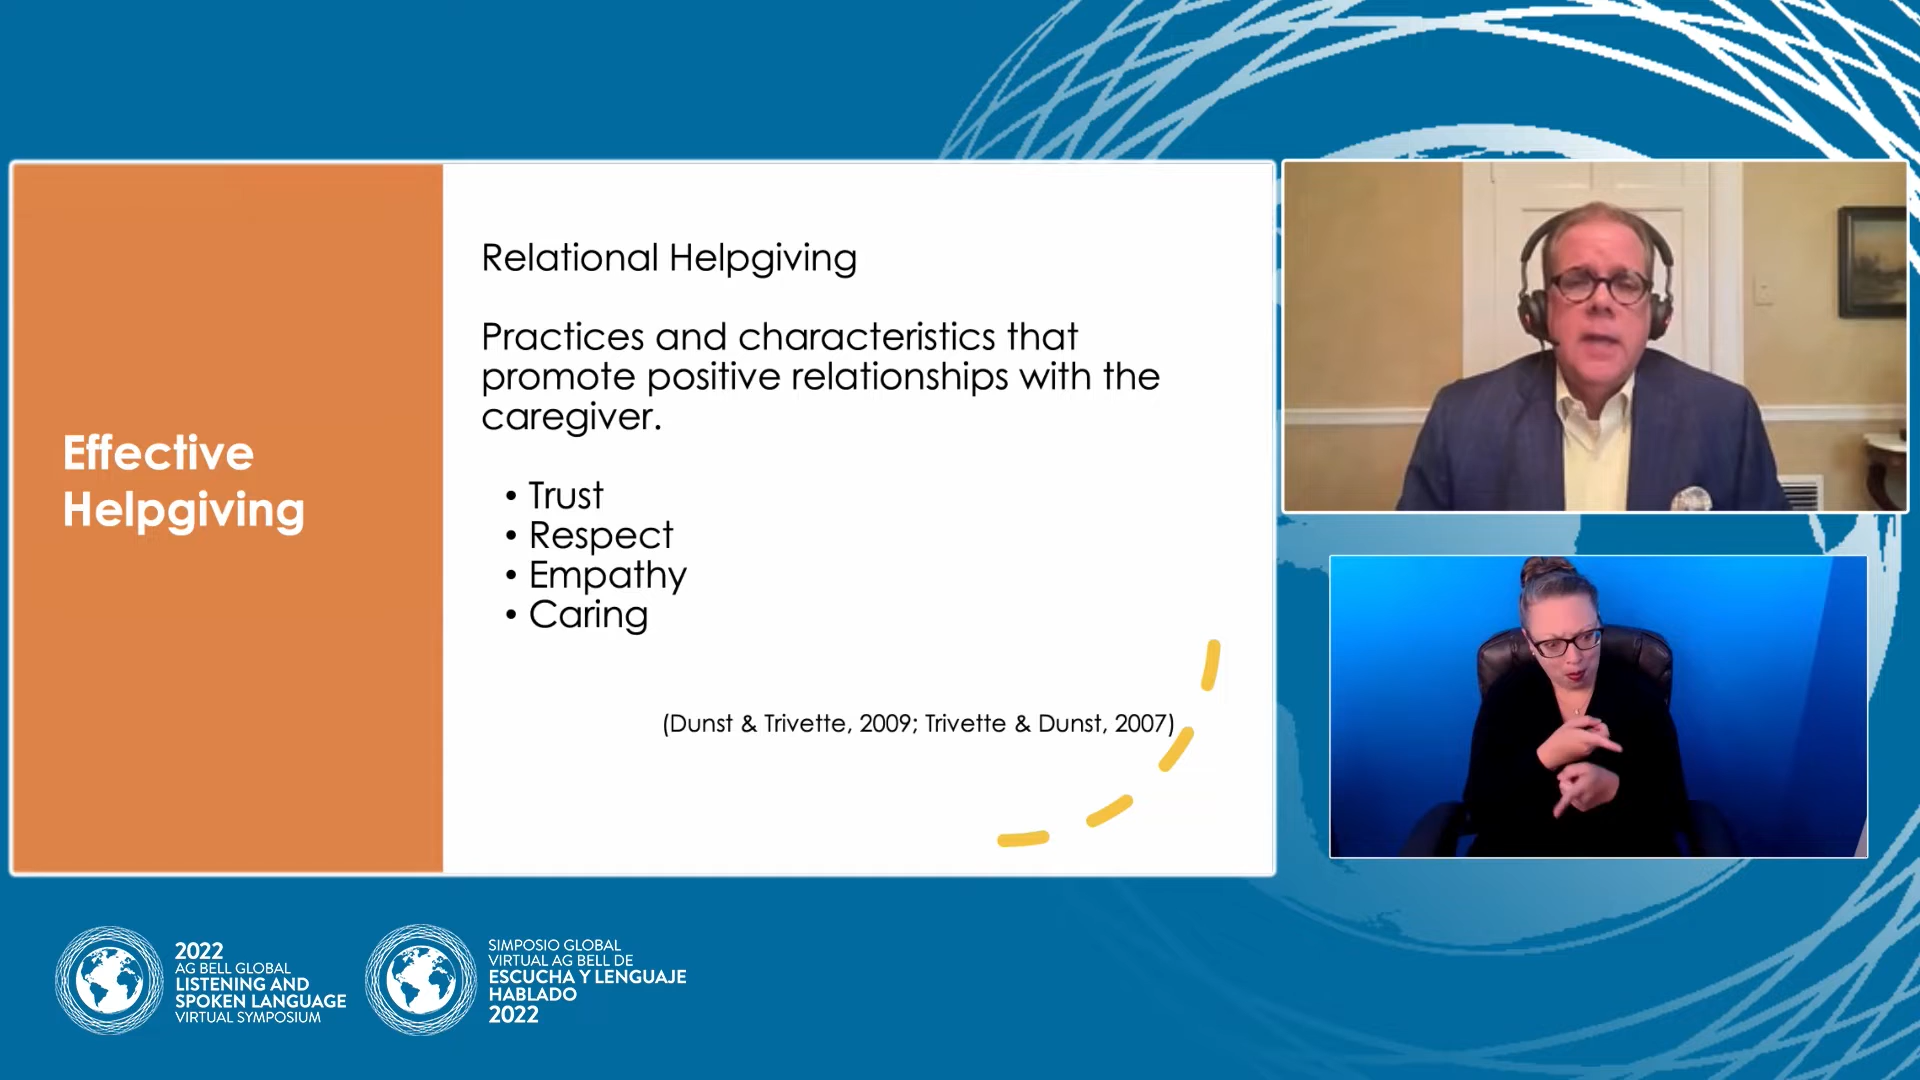 Effective
Helpgiving
Relational Helpgiving
Practices and characteristics that
promote positive relationships with the
caregiver.
• Trust
• Respect
• Empathy
• Caring
(Dunst & Trivette, 2009; Trivette & Dunst, 2007)
2022
AG BELL GLOBAL
LISTENING AND
SPOKEN LANGUAGE
VIRTUAL SYMPOSIUM
SIMPOSIO GLOBAL
VIRTUAL AG BELL DE
ESCUCHA Y LENGUAJE
HABLADO
2022